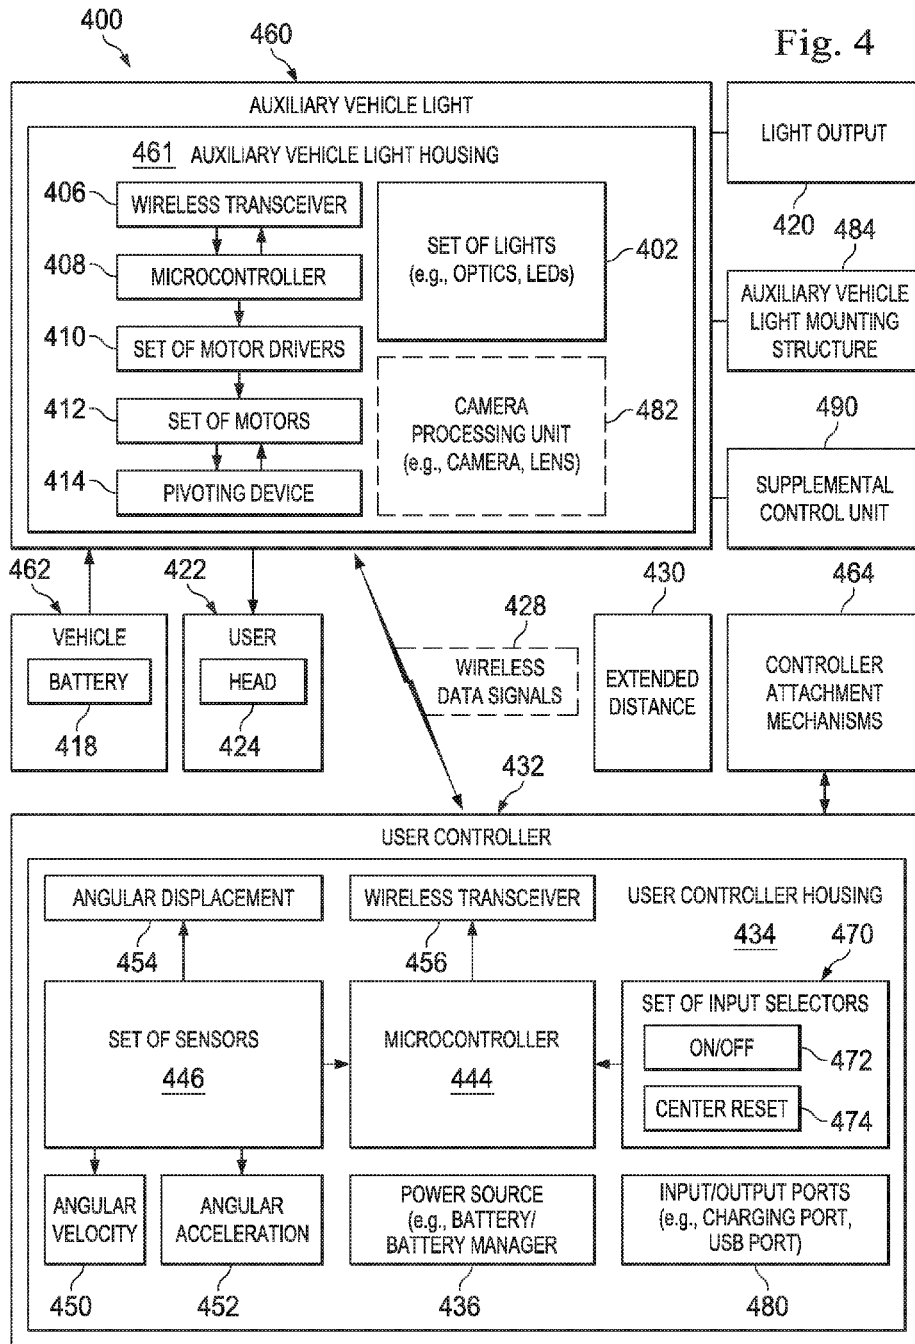 400
460
Fig. 4
AUXILIARY VEHICLE LIGHT
461 AUXILIARY VEHICLE LIGHT HOUSING
406
WIRELESS TRANSCEIVER
408
MICROCONTROLLER
410
SET OF MOTOR DRIVERS
412
SET OF MOTORS
414
PIVOTING DEVICE
SET OF LIGHTS
(e.g., OPTICS, LEDs)
402
CAMERA
PROCESSING UNIT
(e.g., CAMERA, LENS)
482
LIGHT OUTPUT
420
484
AUXILIARY VEHICLE
LIGHT MOUNTING
STRUCTURE
490
SUPPLEMENTAL
CONTROL UNIT
462
VEHICLE
BATTERY
418
422
USER
HEAD
424
428
WIRELESS
DATA SIGNALS
430
EXTENDED
DISTANCE
464
CONTROLLER
ATTACHMENT
MECHANISMS
432
USER CONTROLLER
ANGULAR DISPLACEMENT
454
WIRELESS TRANSCEIVER
456
USER CONTROLLER HOUSING
434
470
SET OF SENSORS
446
MICROCONTROLLER
444
SET OF INPUT SELECTORS
ON/OFF
472
CENTER RESET
474
ANGULAR
VELOCITY
450
ANGULAR
ACCELERATION
452
POWER SOURCE
(e.g., BATTERY/
BATTERY MANAGER
436
INPUT/OUTPUT PORTS
(e.g., CHARGING PORT,
USB PORT)
480